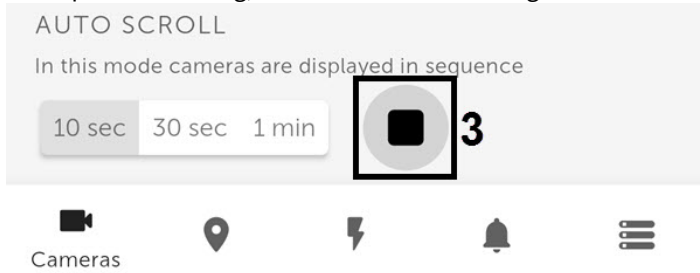 AUTO SCROLL
In this mode cameras are displayed in sequence
10 sec 30 sec 1 min
3
Cameras